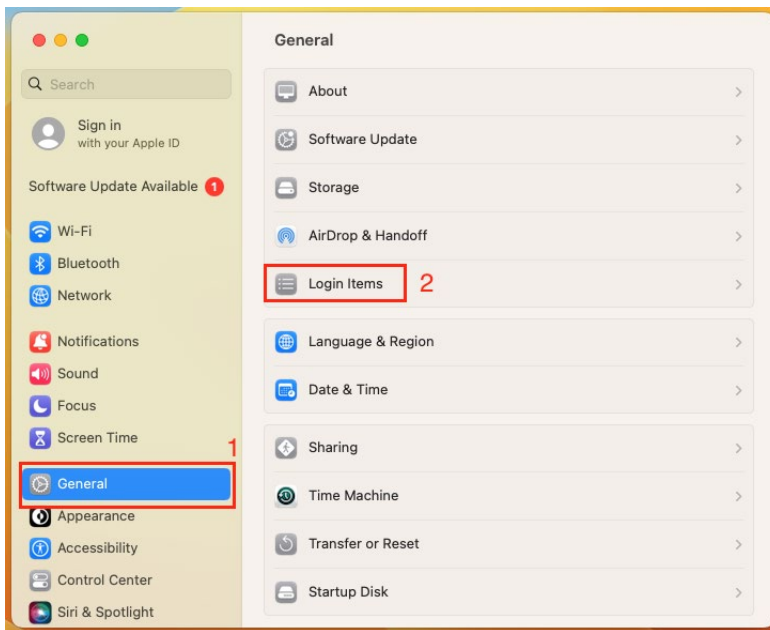 General
Search
Sign in
with your Apple ID
Software Update Available 1
Wi-Fi
Bluetooth
Network
Notifications
Sound
Focus
Screen Time
1
General
Appearance
Accessibility
Control Center
Siri & Spotlight
About
Software Update
Storage
AirDrop & Handoff
Login Items 2
Language & Region
Date & Time
Sharing
Time Machine
Transfer or Reset
Startup Disk